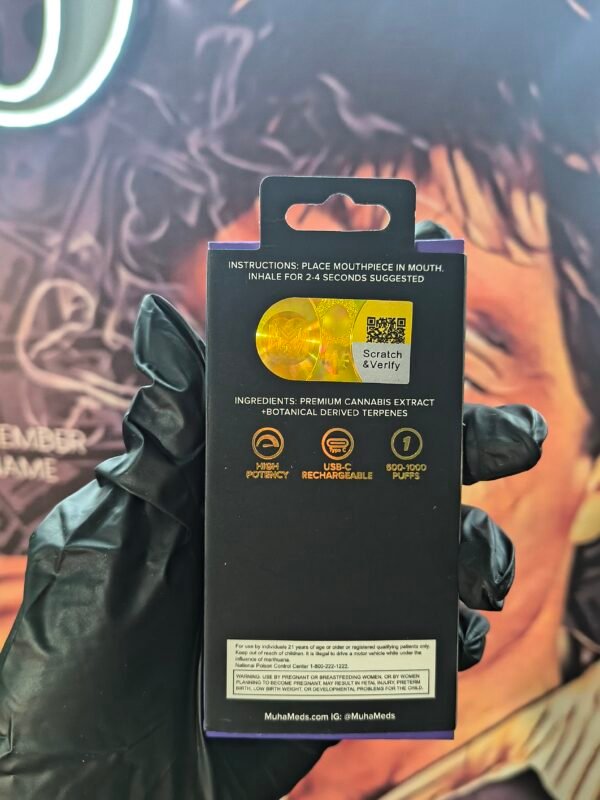 INSTRUCTIONS: PLACE MOUTHPIECE IN MOUTH.
INHALE FOR 2-4 SECONDS SUGGESTED
Scratch
&Verify
INGREDIENTS: PREMIUM CANNABIS EXTRACT
+BOTANICAL DERIVED TERPENES
Type C
1
HIGH
POTENCY
USB-C
RECHARGEABLE
600-1000
PUFFS
EMBER
NAME
For use by individuals 21 years of age or older or registered qualifying patients only.
Keep out of reach of children. It is illegal to drive a motor vehicle while under the
influence of marihuana.
National Poison Control Center 1-800-222-1222.
WARNING: USE BY PREGNANT OR BREASTFEEDING WOMEN, OR BY WOMEN
PLANNING TO BECOME PREGNANT, MAY RESULT IN FETAL INJURY, PRETERM
BIRTH, LOW BIRTH WEIGHT, OR DEVELOPMENTAL PROBLEMS FOR THE CHILD.
MuhaMeds.com IG: @MuhaMeds